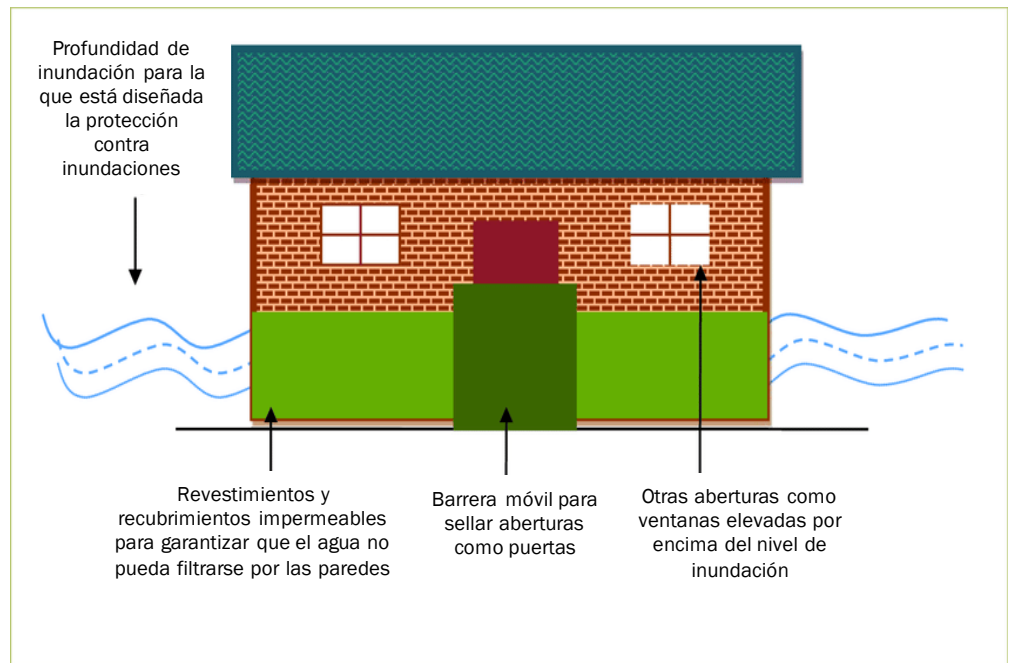 Profundidad de
inundación para la
que está diseñada
la protección
contra
inundaciones
Revestimientos y
recubrimientos impermeables
para garantizar que el agua no
pueda filtrarse por las paredes
Barrera móvil para
sellar aberturas
como puertas
Otras aberturas como
ventanas elevadas por
encima del nivel de
inundación